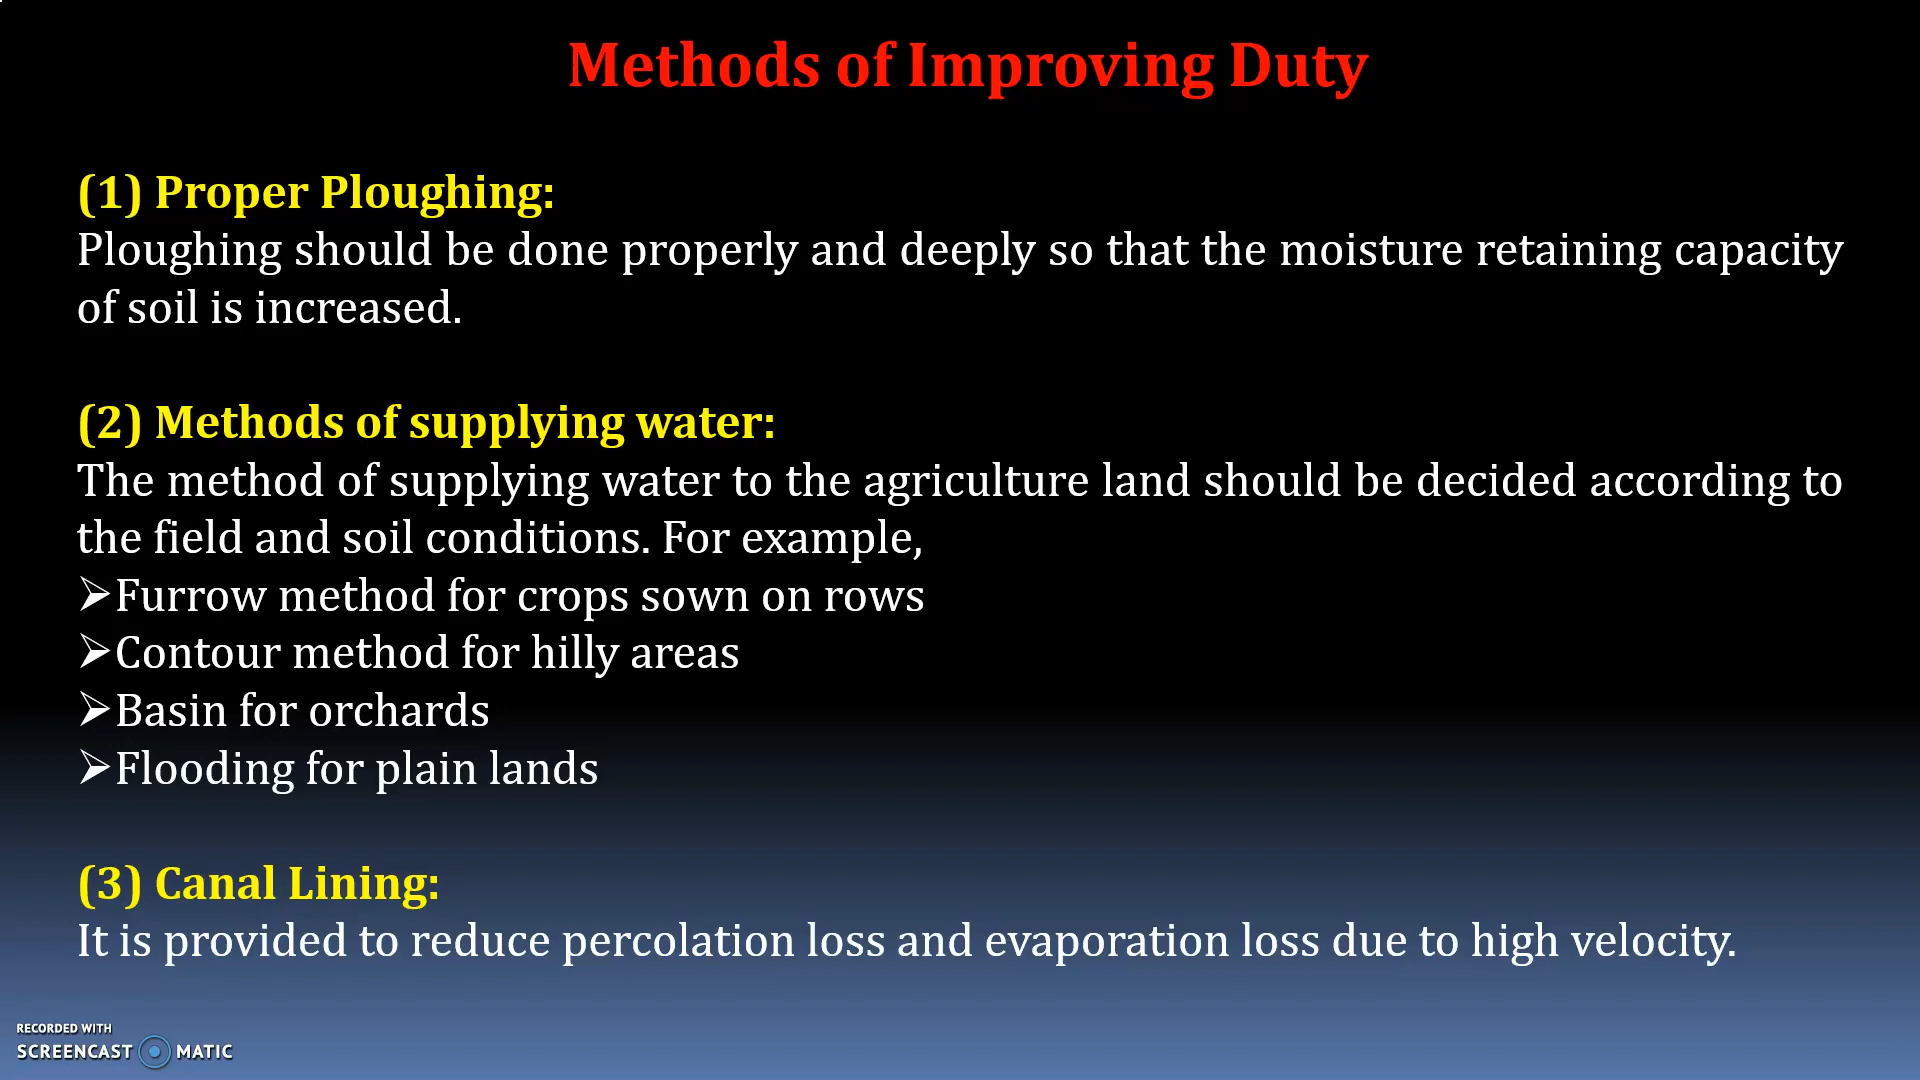 Methods of Improving Duty
(1) Proper Ploughing:
Ploughing should be done properly and deeply so that the moisture retaining capacity
of soil is increased.
(2) Methods of supplying water:
The method of supplying water to the agriculture land should be decided according to
the field and soil conditions. For example,
➢Furrow method for crops sown on rows
➢Contour method for hilly areas
➢Basin for orchards
➢Flooding for plain lands
(3) Canal Lining:
It is provided to reduce percolation loss and evaporation loss due to high velocity.
RECORDED WITH
SCREENCAST MATIC